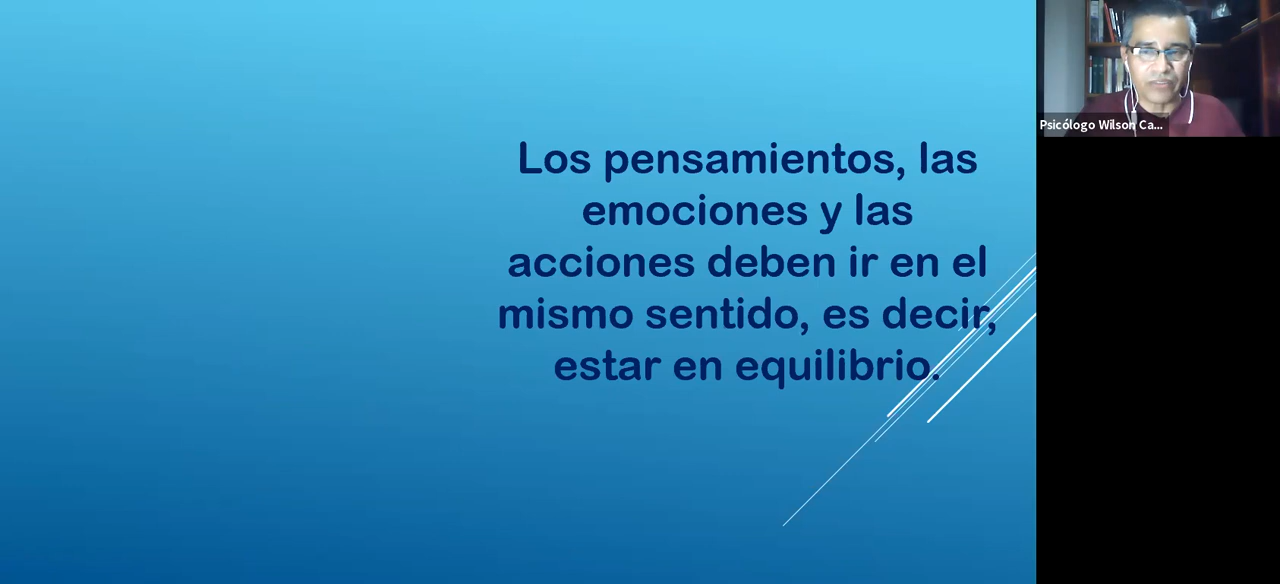 Los pensamientos, las
emociones y las
acciones deben ir en el
mismo sentido, es decir,
estar en equilibrio.
Psicólogo Wilson Ca...